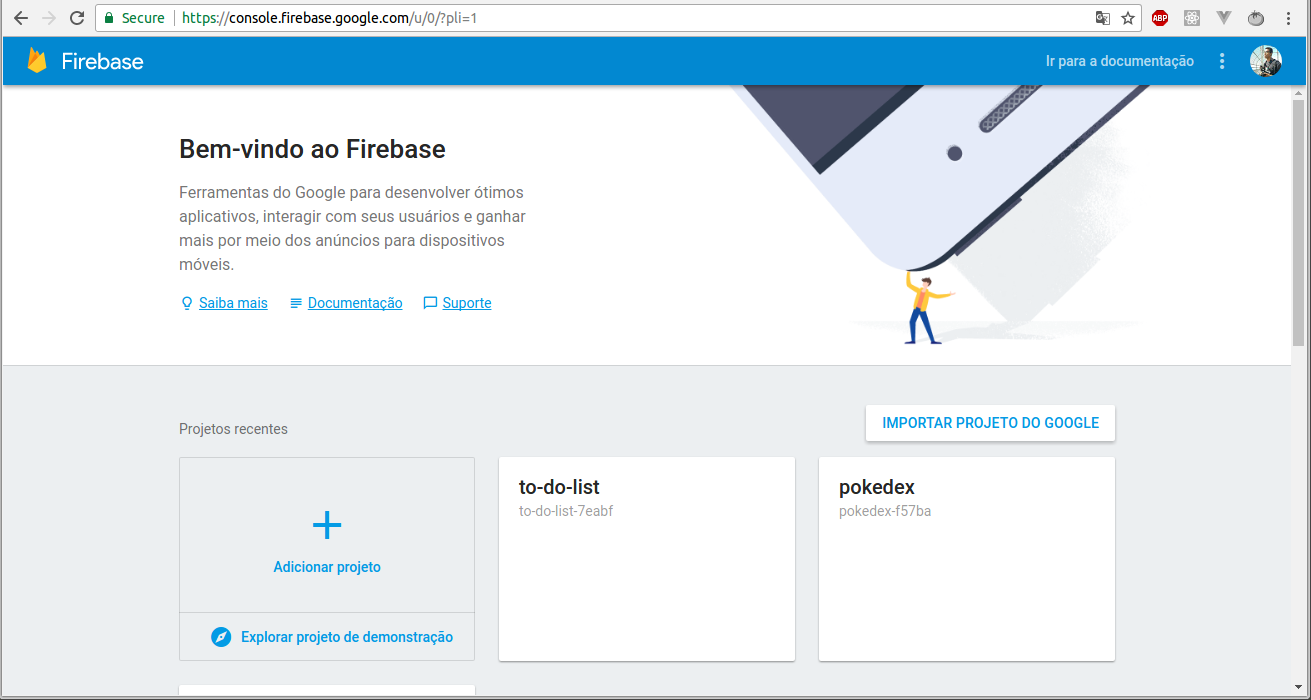 Secure https://console.firebase.google.com/u/0/?pli=1
ABP
Firebase
Ir para a documentação
Bem-vindo ao Firebase
Ferramentas do Google para desenvolver ótimos
aplicativos, interagir com seus usuários e ganhar
mais por meio dos anúncios para dispositivos
móveis.
Saiba mais Documentação Suporte
Projetos recentes
IMPORTAR PROJETO DO GOOGLE
Adicionar projeto
Explorar projeto de demonstração
to-do-list
to-do-list-7eabf
pokedex
pokedex-f57ba